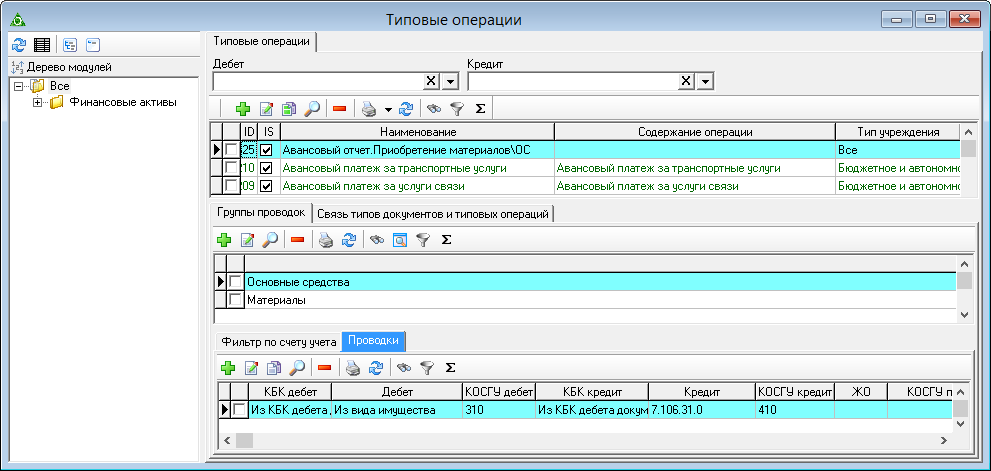 Типовые операции
Дерево модулей
Все
Финансовые активы
Типовые операции
Дебет Кредит
ID IS Наименование Содержание операции Тип учреждения
525 Авансовый отчет.Приобретение материалов\ОС Все
210 Авансовый платеж за транспортные услуги Авансовый платеж за транспортные услуги Бюджетное и автономно
209 Авансовый платеж за услуги связи Авансовый платеж за услуги связи Бюджетное и автономно
Группы проводок Связь типов документов и типовых операций
Основные средства
Материалы
Фильтр по счету учета Проводки
КБК дебет Дебет КОСГУ дебет КБК кредит Кредит КОСГУ кредит ЖО КОСГУ п
Из КБК дебета, Из вида имущества 310 Из КБК дебета докум 7.106.31.0 410